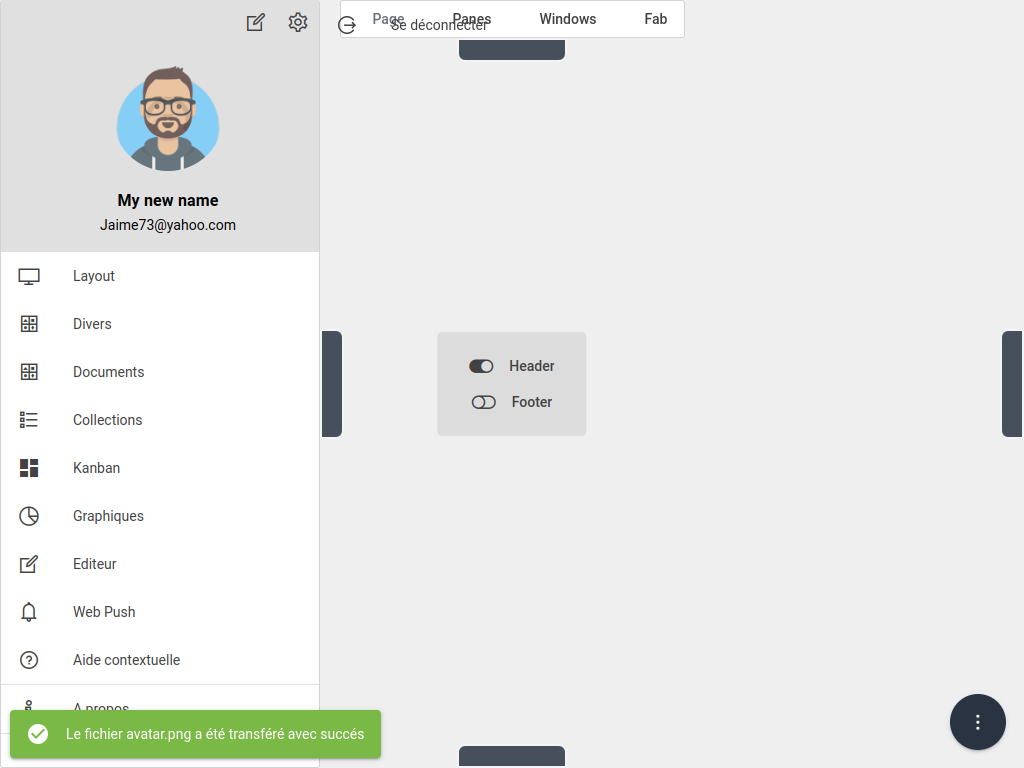 Page
Panes
Windows
Fab
Se déconnecter
My new name
Jaime73@yahoo.com
Layout
Divers
Documents
Collections
Kanban
Graphiques
Editeur
Web Push
Aide contextuelle
A propos
Header
Footer
Le fichier avatar.png a été transféré avec succés